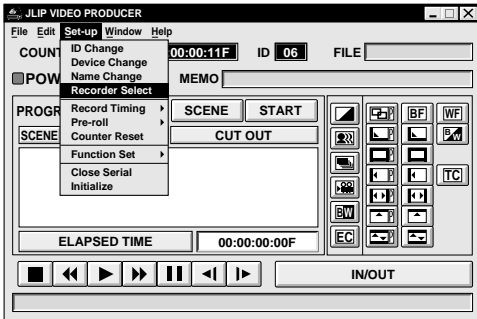 JLIP VIDEO PRODUCER
File Edit Set-up Window Help
COUNT 00:00:11F ID 06 FILE
ID Change
Device Change
Name Change
Recorder Select
Record Timing
Pre-roll
Counter Reset
Function Set
Close Serial
Initialize
POW MEMO
PROGR SCENE START
SCENE CUT OUT
ELAPSED TIME 00:00:00:00F
P BF WF
P B/W
P
P TC
P
BW P
EC P
IN/OUT